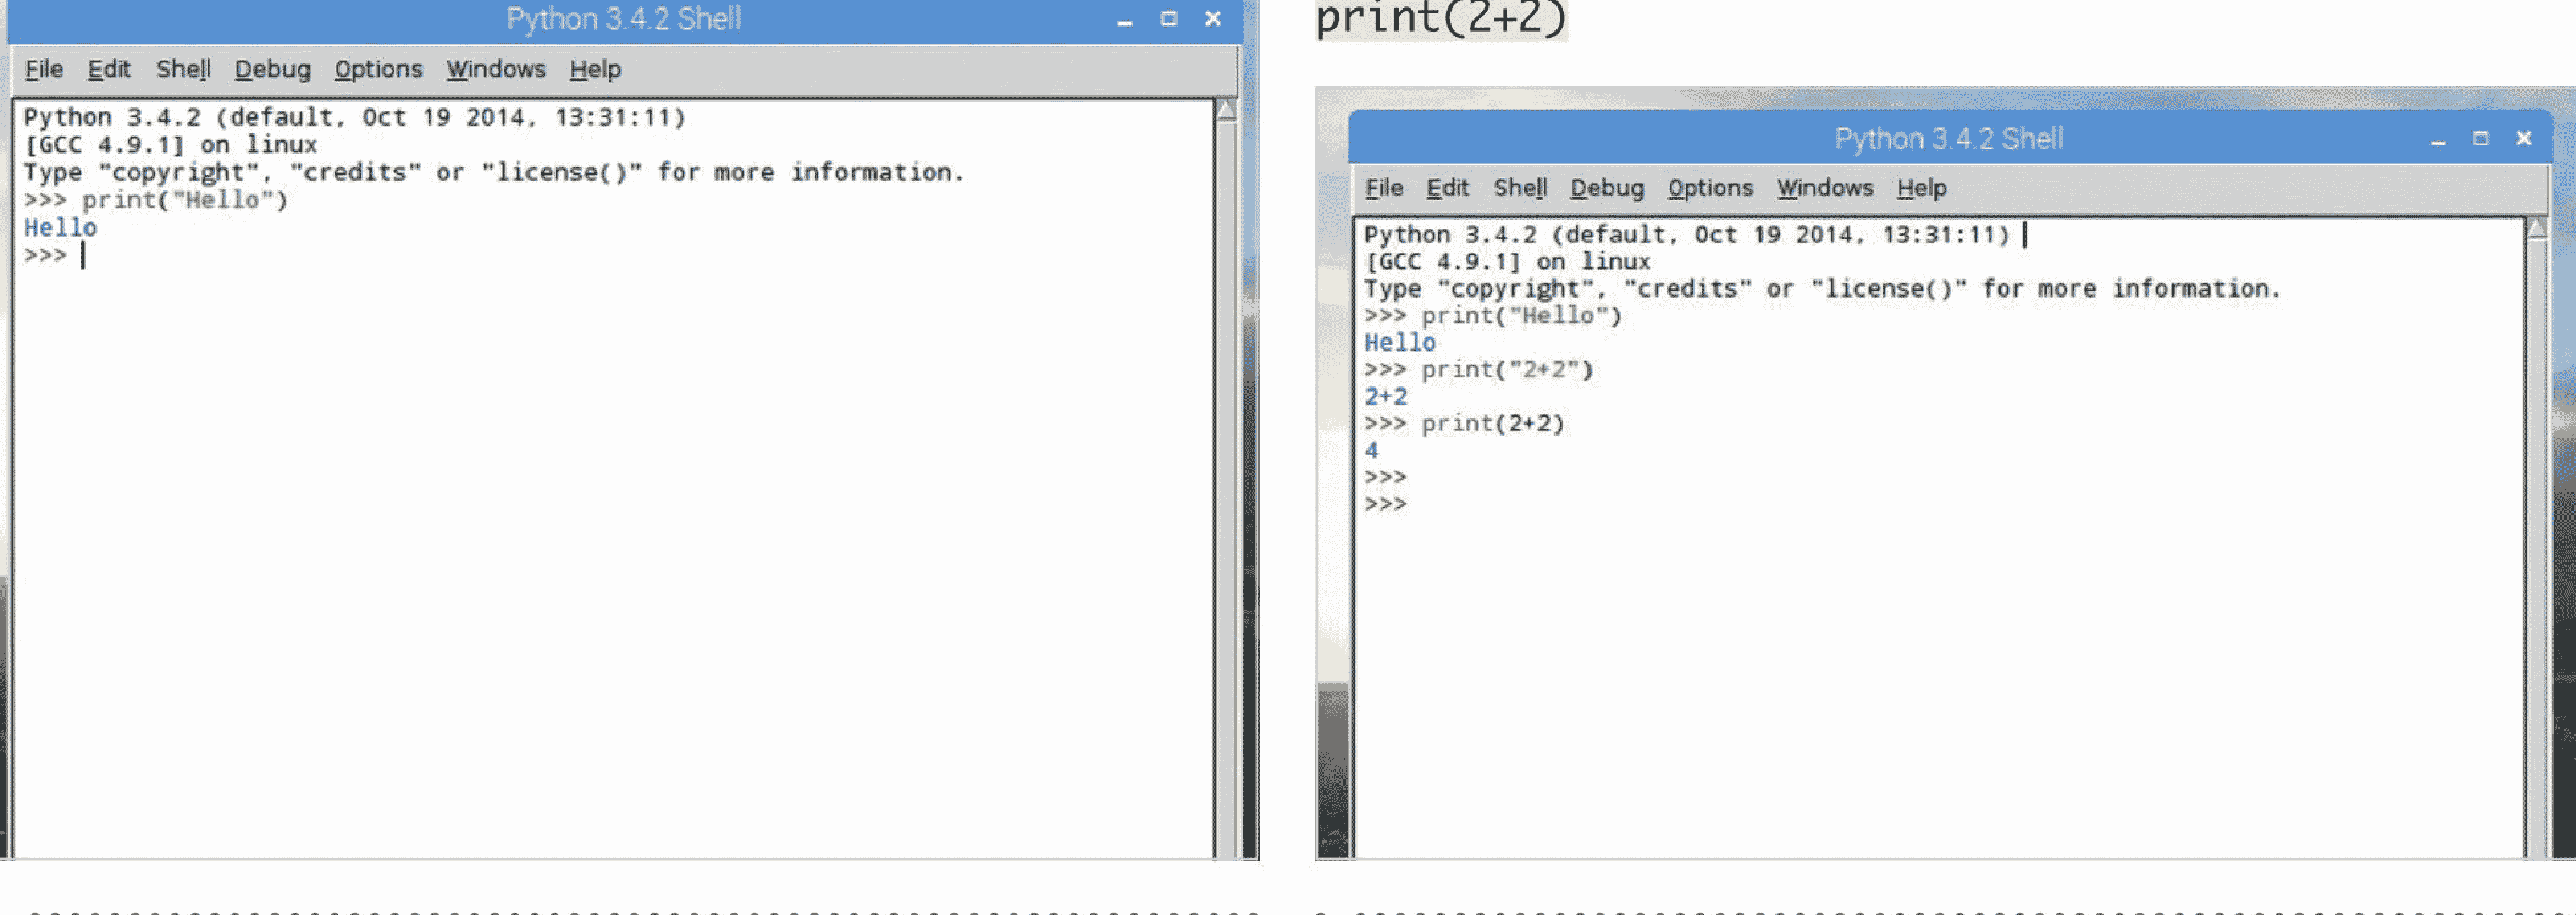 Python 3.4.2 Shell
File Edit Shell Debug Options Windows Help
Python 3.4.2 (default, Oct 19 2014, 13:31:11)
[GCC 4.9.1] on linux
Type "copyright", "credits" or "license()" for more information.
>>> print("Hello")
Hello
>>>
print(2+2)
Python 3.4.2 Shell
File Edit Shell Debug Options Windows Help
Python 3.4.2 (default, Oct 19 2014, 13:31:11)
[GCC 4.9.1] on linux
Type "copyright", "credits" or "license()" for more information.
>>> print("Hello")
Hello
>>> print("2+2")
2+2
>>> print(2+2)
4
>>>
>>>